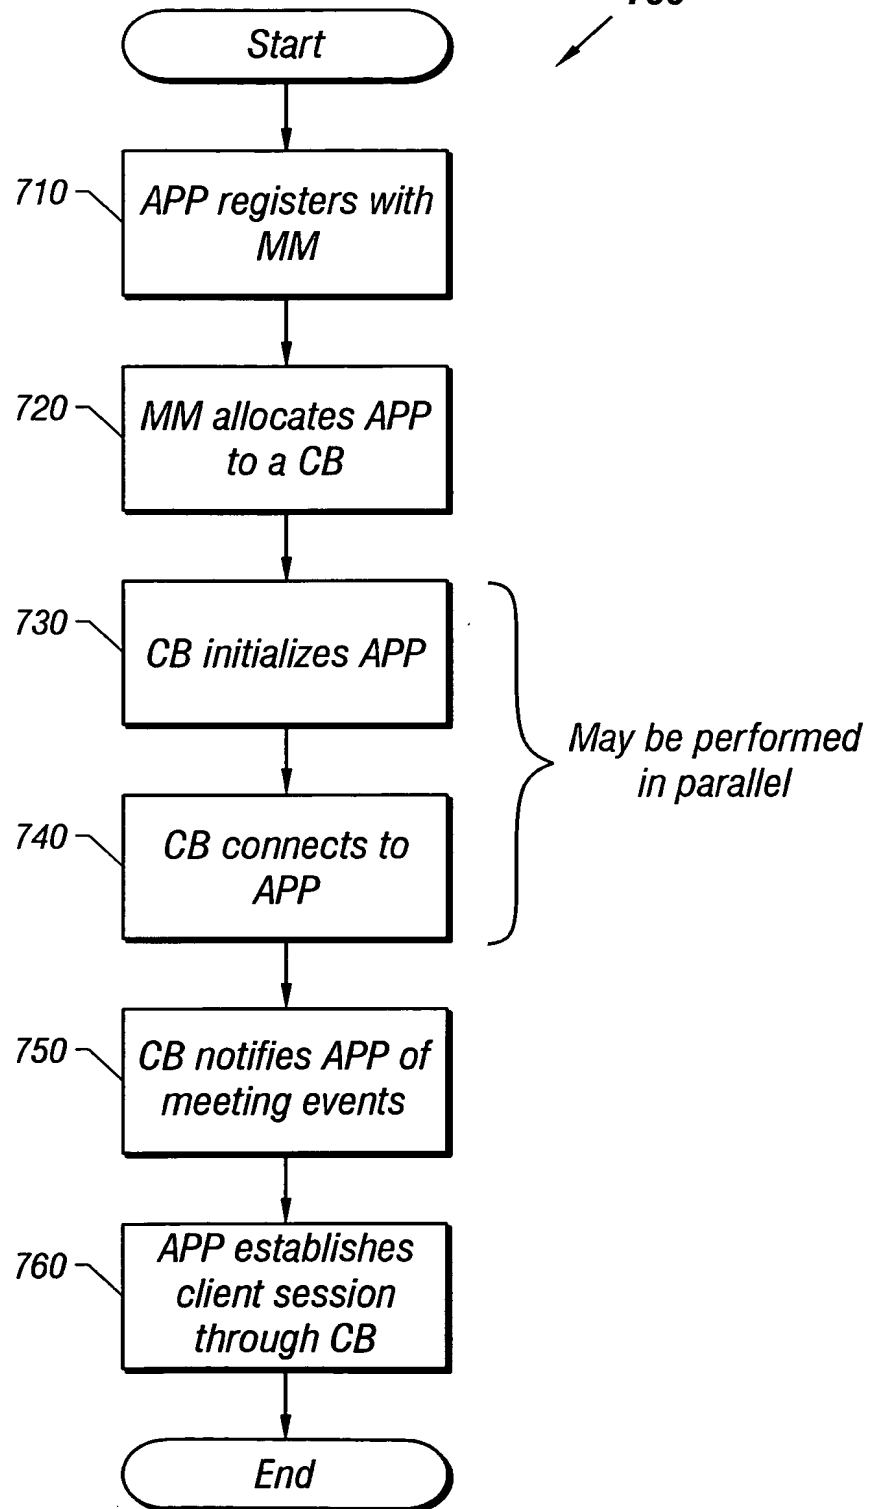 Start
710
APP registers with
MM
720
MM allocates APP
to a CB
730
CB initializes APP
May be performed
in parallel
740
CB connects to
APP
750
CB notifies APP of
meeting events
760
APP establishes
client session
through CB
End